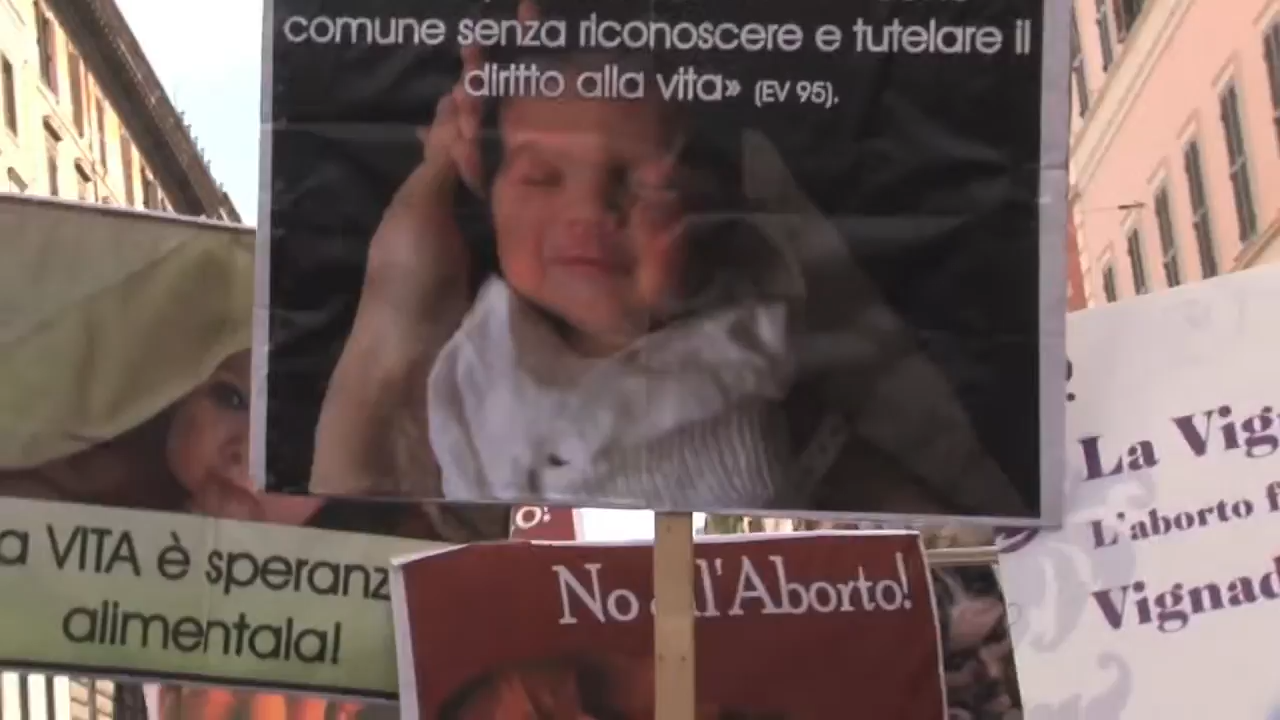 comune senza riconoscere e tutelare il
diritto alla vita» (EV 95).
a VITA è speranz
alimentala!
o!
No all'Aborto!
La Vig
L'aborto f
Vignad